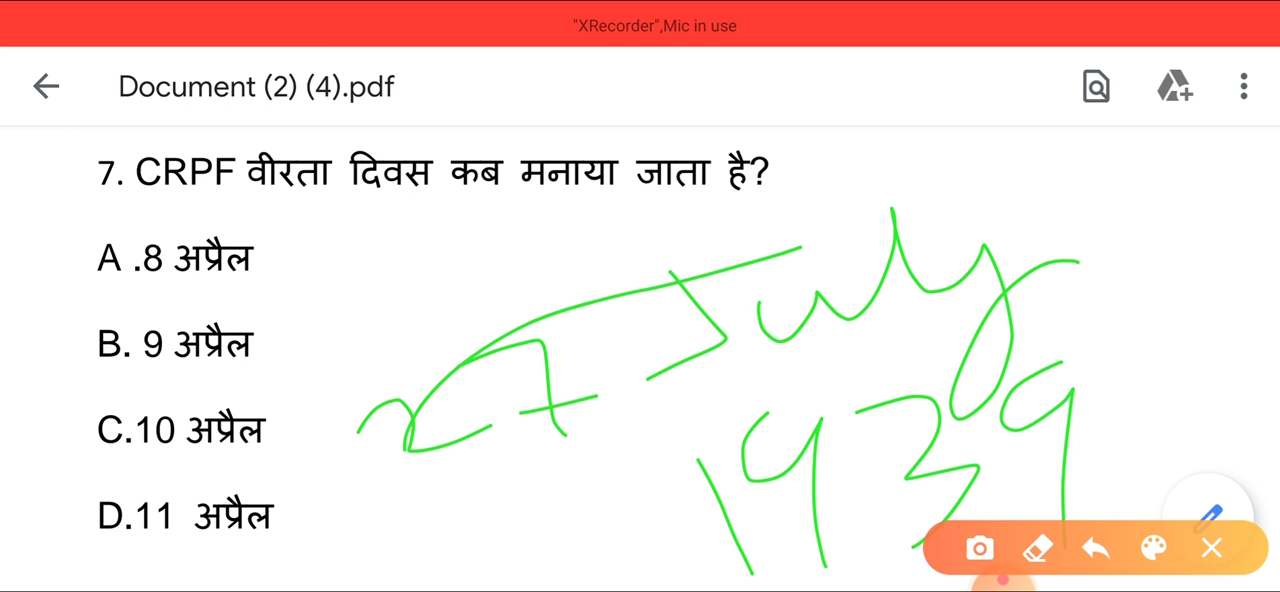 "XRecorder",Mic in use
Document (2) (4).pdf
7. CRPF वीरता दिवस कब मनाया जाता है?
A .8 अप्रैल
B. 9 अप्रैल
C.10 अप्रैल
D.11 अप्रैल
27 July
1939